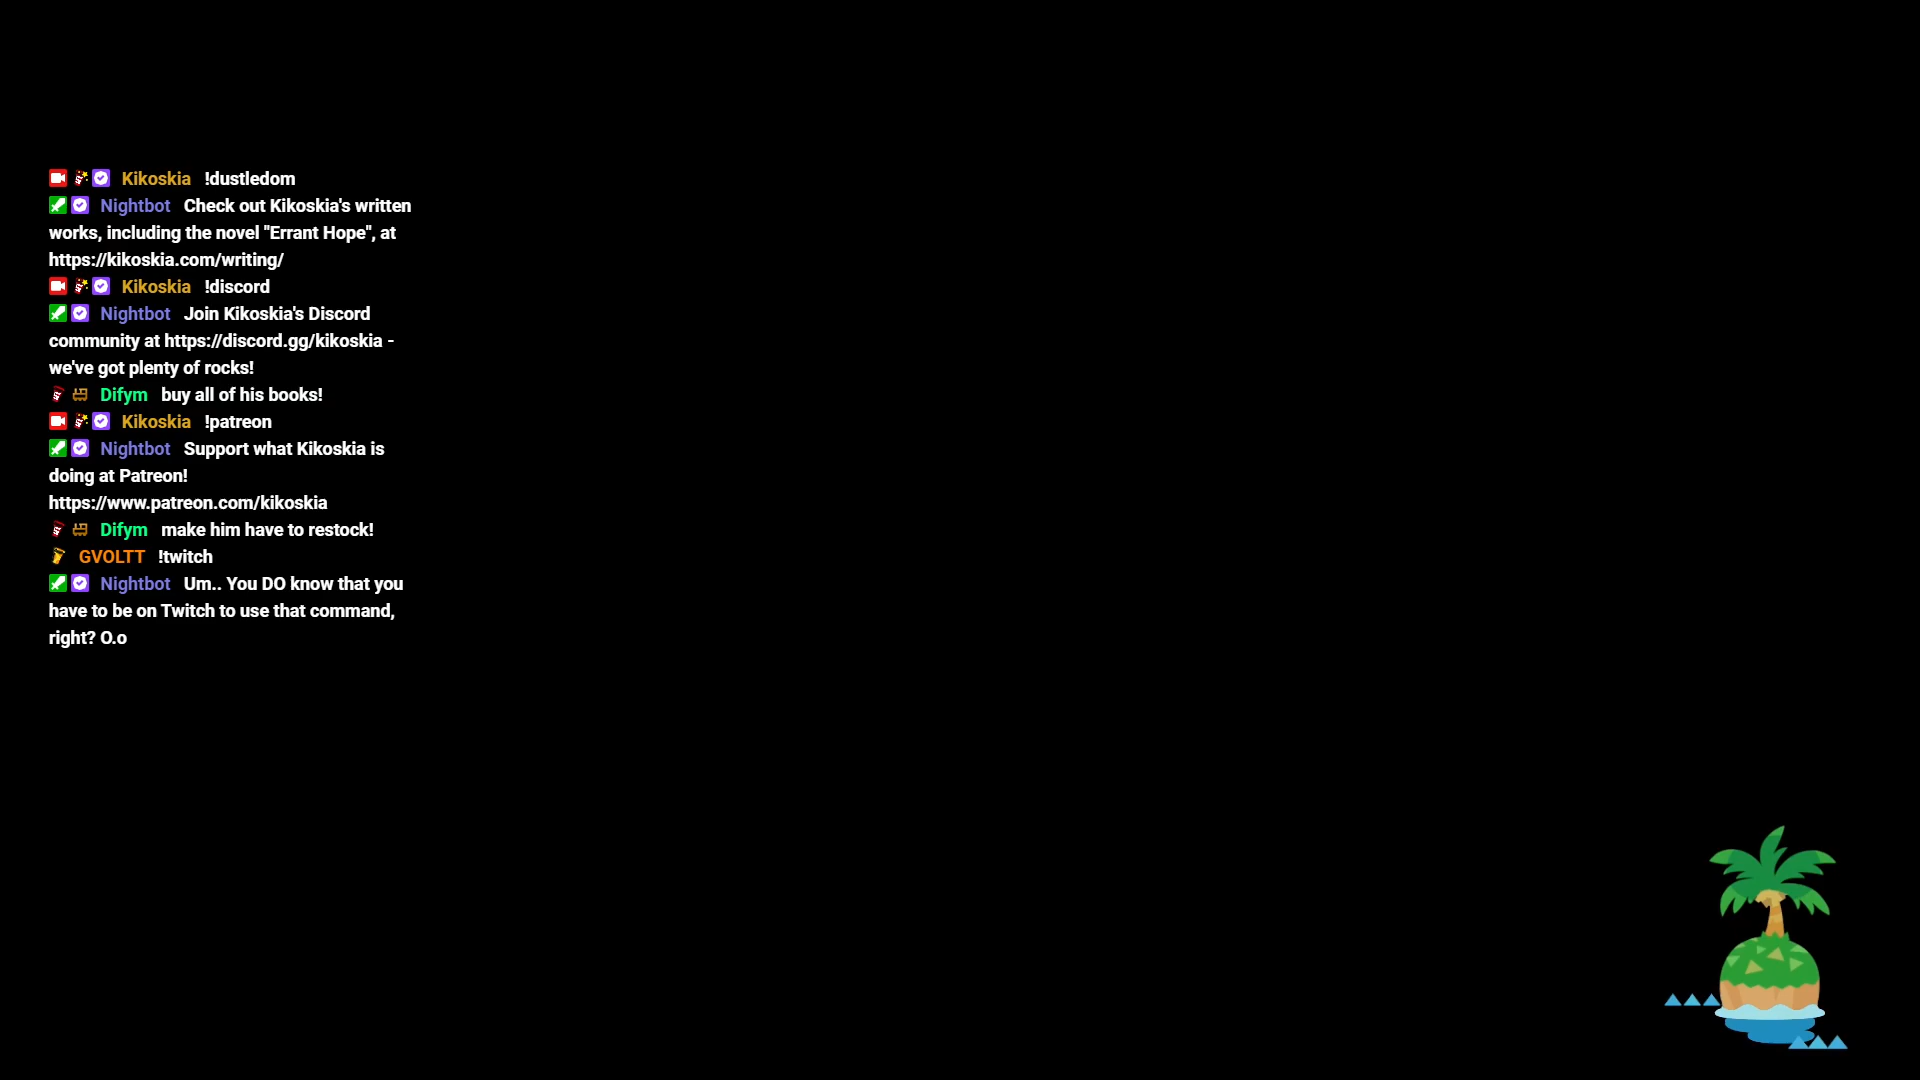 Kikoskia !dustledom
Nightbot Check out Kikoskia's written
works, including the novel "Errant Hope", at
https://kikoskia.com/writing/
Kikoskia !discord
Nightbot Join Kikoskia's Discord
community at https://discord.gg/kikoskia -
we've got plenty of rocks!
Difym buy all of his books!
Kikoskia !patreon
Nightbot Support what Kikoskia is
doing at Patreon!
https://www.patreon.com/kikoskia
Difym make him have to restock!
GVOLTT !twitch
Nightbot Um.. You DO know that you
have to be on Twitch to use that command,
right? O.o